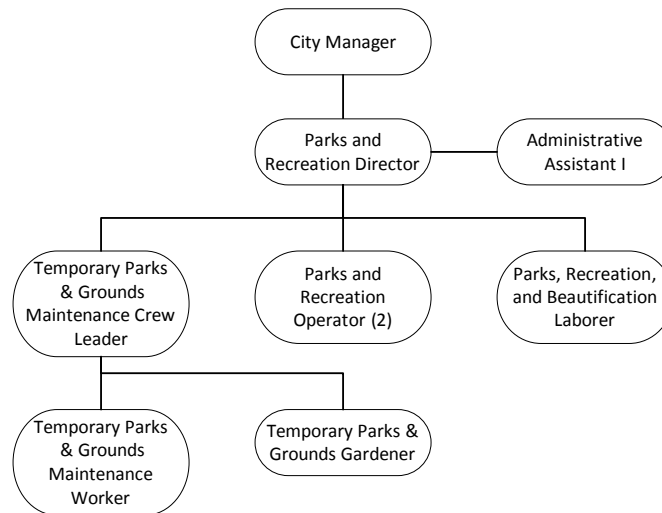 City Manager
Parks and
Recreation Director
Administrative
Assistant I
Temporary Parks
& Grounds
Maintenance Crew
Leader
Parks and
Recreation
Operator (2)
Parks, Recreation,
and Beautification
Laborer
Temporary Parks
& Grounds
Maintenance
Worker
Temporary Parks &
Grounds Gardener